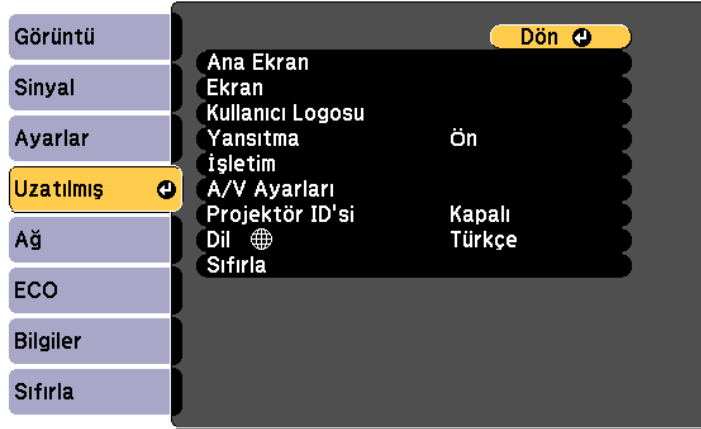 Görüntü
Sinyal
Ayarlar
Uzatılmış
Ağ
ECO
Bilgiler
Sıfırla
Dön
Ana Ekran
Ekran
Kullanıcı Logosu
Yansıtma Ön
İşletim
A/V Ayarları
Projektör ID'si Kapalı
Dil Türkçe
Sıfırla